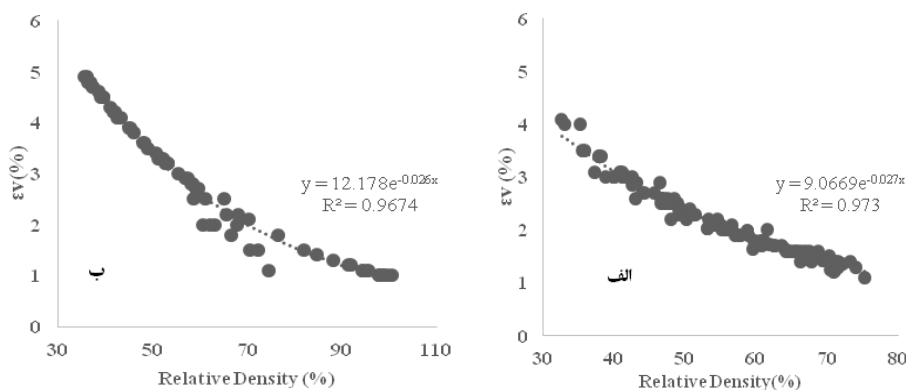 6
5
4
3
2
1
0
εv(%)
y = 12.178e^-0.026x
R² = 0.9674
ب
30 50 70 90 110
Relative Density (%)
6
5
4
3
2
1
0
εv(%)
y = 9.0669e^-0.027x
R² = 0.973
الف
30 40 50 60 70 80
Relative Density(%)